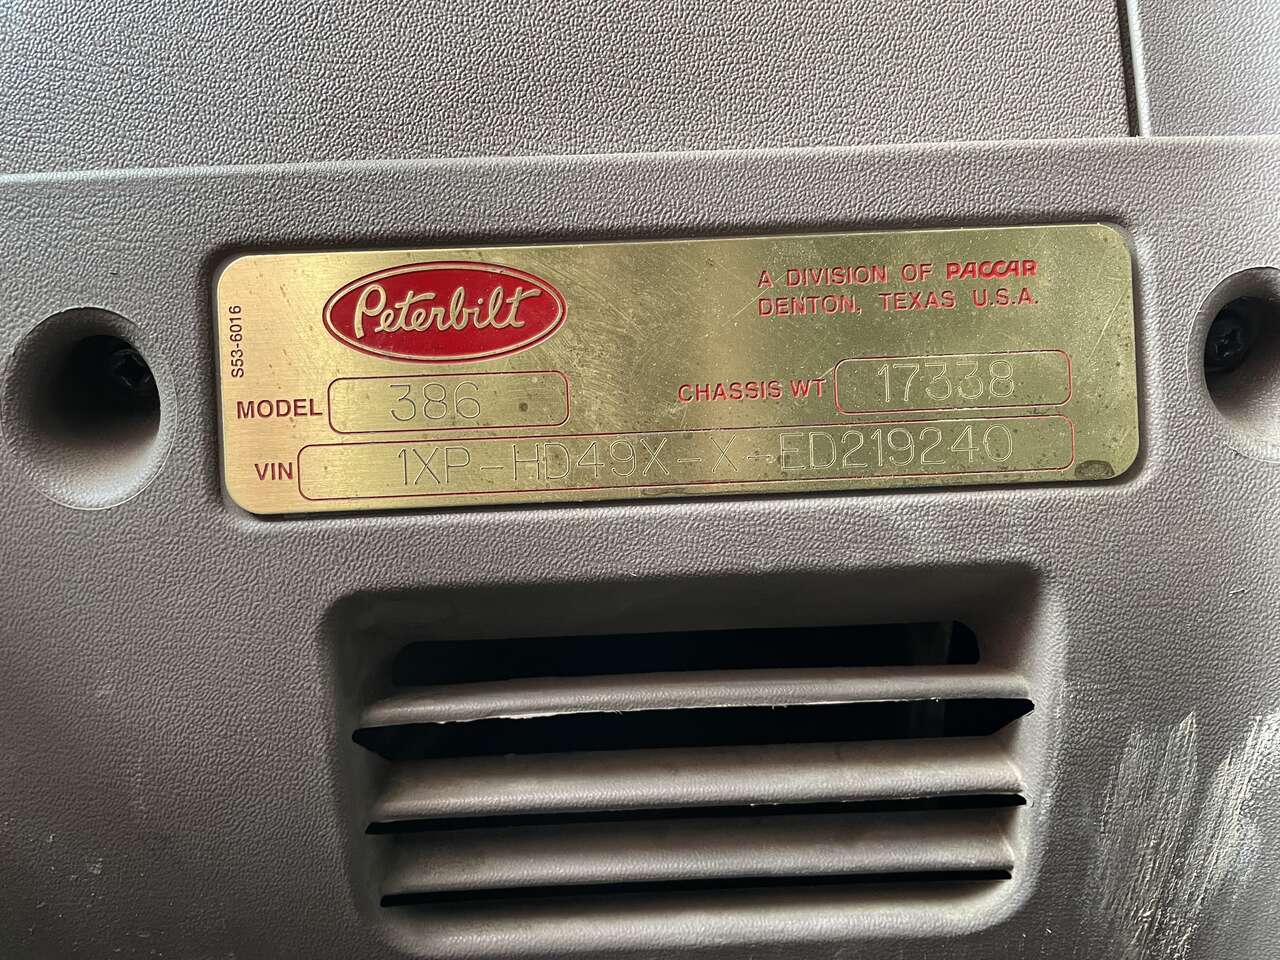 Peterbilt
A DIVISION OF PACCAR
DENTON, TEXAS U.S.A.
S53-6016
MODEL 386
CHASSIS WT 17338
VIN 1XP-HD49X-X-ED219240